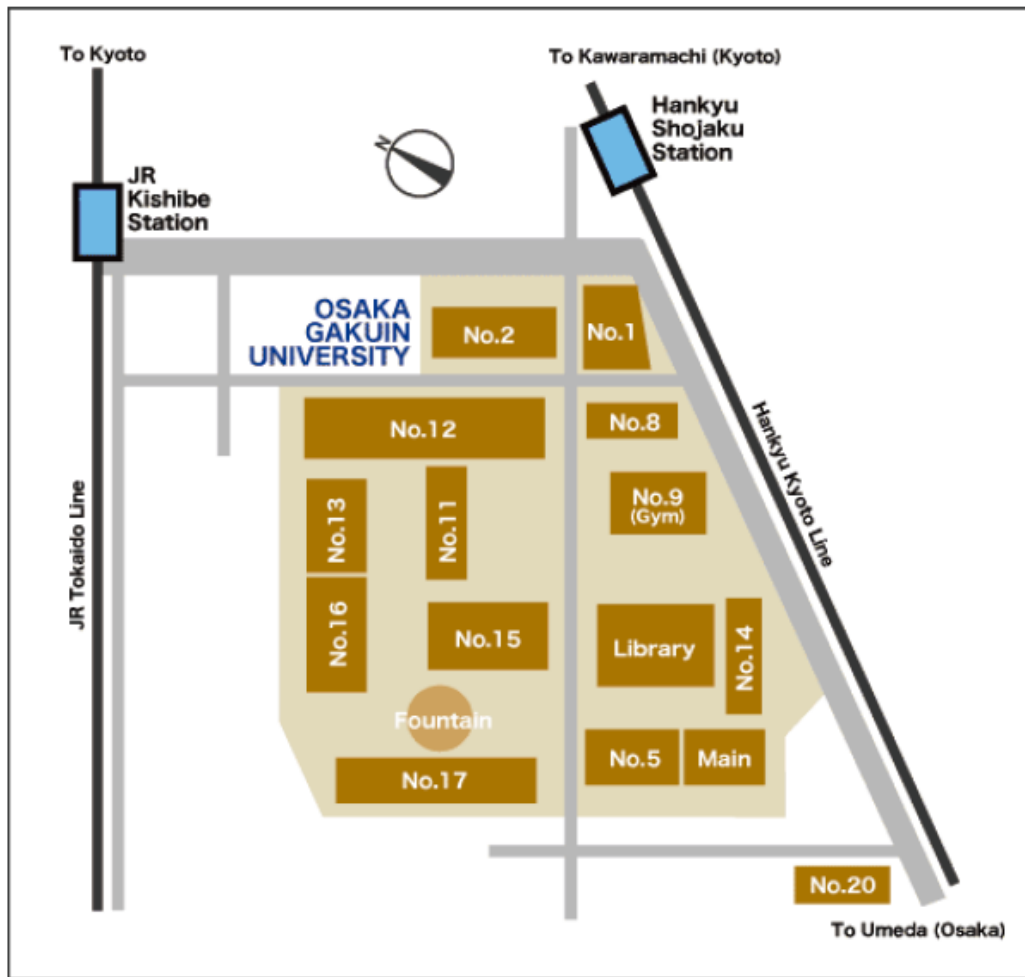 To Kyoto
To Kawaramachi (Kyoto)
Hankyu
Shojaku
Station
N
JR
Kishibe
Station
OSAKA
GAKUIN
UNIVERSITY
No.2
No.1
No.12
No.8
No.13
No.11
No.9
(Gym)
Hankyu Kyoto Line
JR Tokaido Line
No.16
No.15
Library
No.14
Fountain
No.17
No.5
Main
No.20
To Umeda (Osaka)